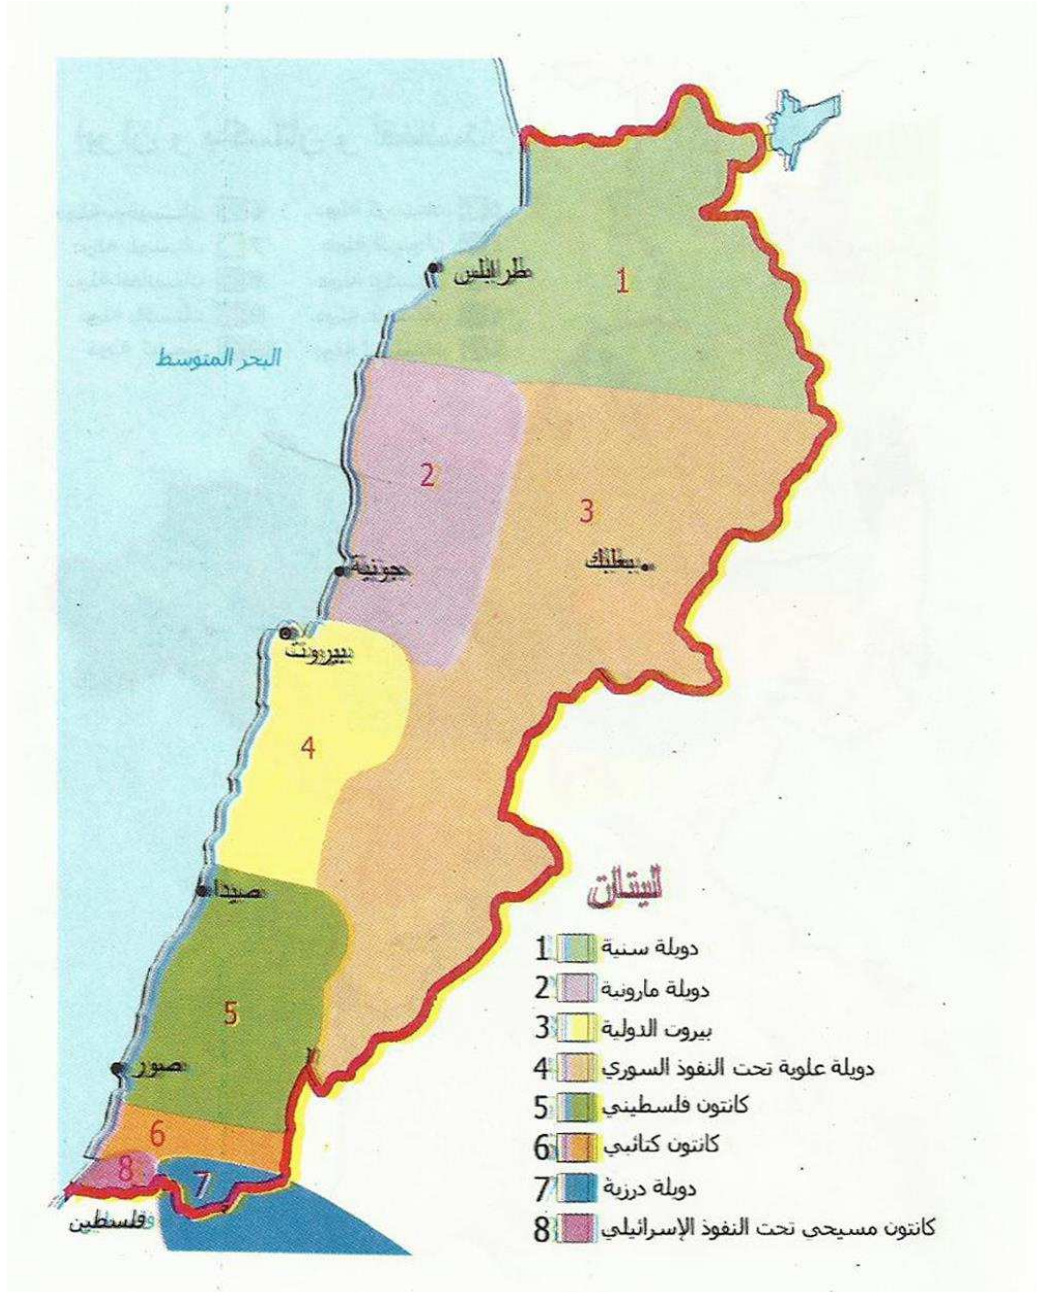 طرابلس
1
البحر المتوسط
2
3
جونية
بعلبك
بيروت
4
صيدا
5
صور
6
8
7
فلسطين
لبنان
1 دويلة سنية
2 دويلة مارونية
3 بيروت الدولية
4 دويلة علوية تحت النفوذ السوري
5 كانتون فلسطيني
6 كانتون كتائبي
7 دويلة درزية
8 كانتون مسيحي تحت النفوذ الإسرائيلي